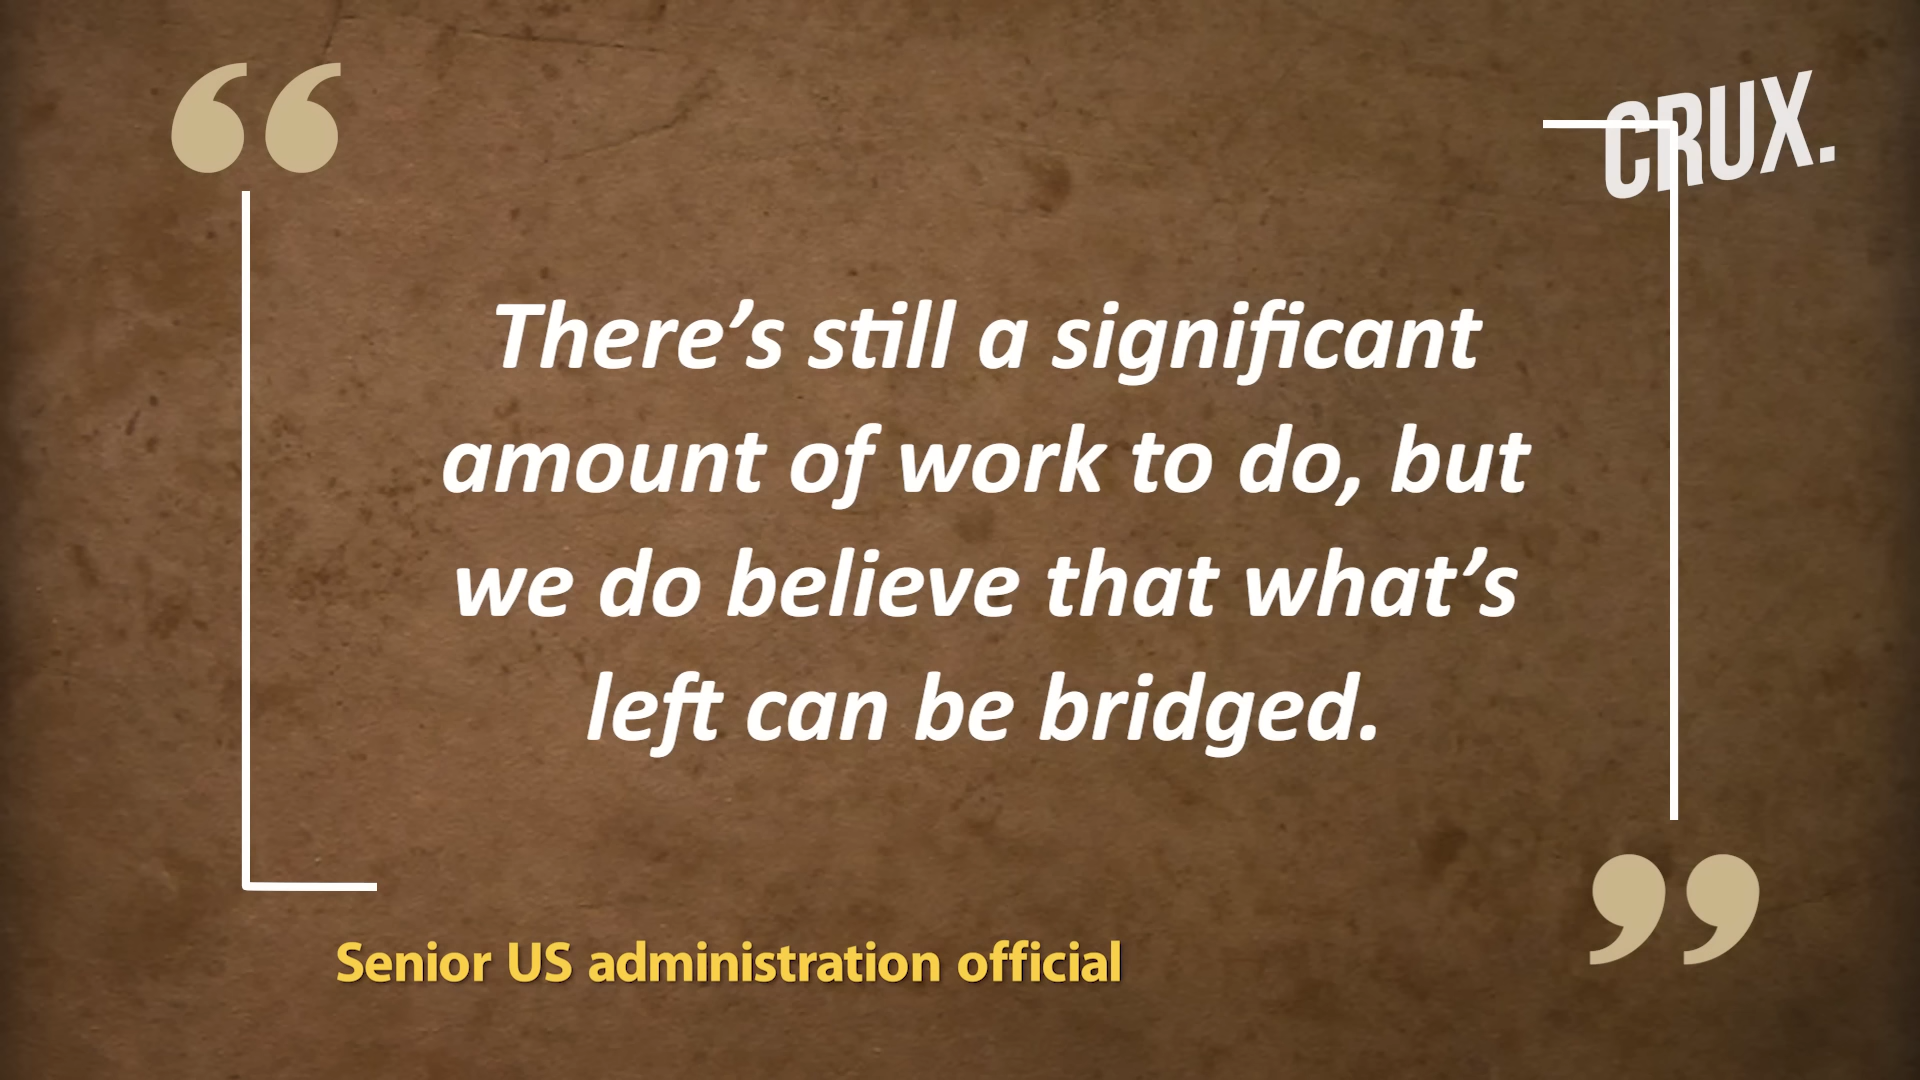 CRUX.
There’s still a significant
amount of work to do, but
we do believe that what’s
left can be bridged.
Senior US administration official